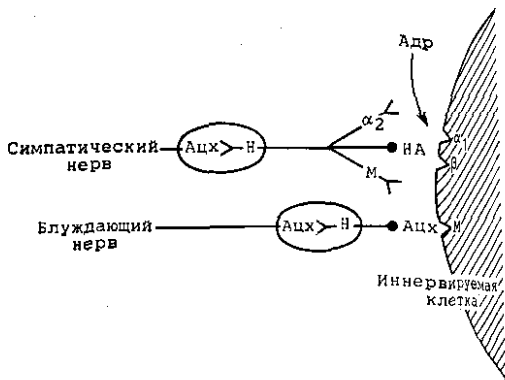 Адр
α2
Симпатический
нерв
Ацх Н
НА
α1
β
М
Блуждающий
нерв
Ацх Н
Ацх М
Иннервируемая
клетка